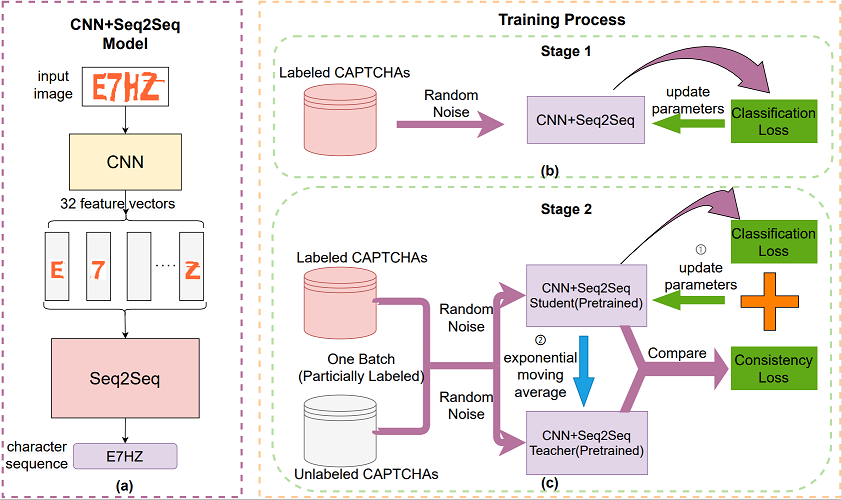 CNN+Seq2Seq
Model
input
image
E7HZ
CNN
32 feature vectors
E
7
Z
Seq2Seq
character
sequence
E7HZ
(a)
Training Process
Stage 1
Labeled CAPTCHAs
Random
Noise
CNN+Seq2Seq
update
parameters
Classification
Loss
(b)
Stage 2
Labeled CAPTCHAs
Random
Noise
One Batch
(Particially Labeled)
Random
Noise
Unlabeled CAPTCHAs
CNN+Seq2Seq
Student(Pretrained)
②
exponential
moving
average
CNN+Seq2Seq
Teacher(Pretrained)
①
update
parameters
Classification
Loss
Compare
Consistency
Loss
(c)